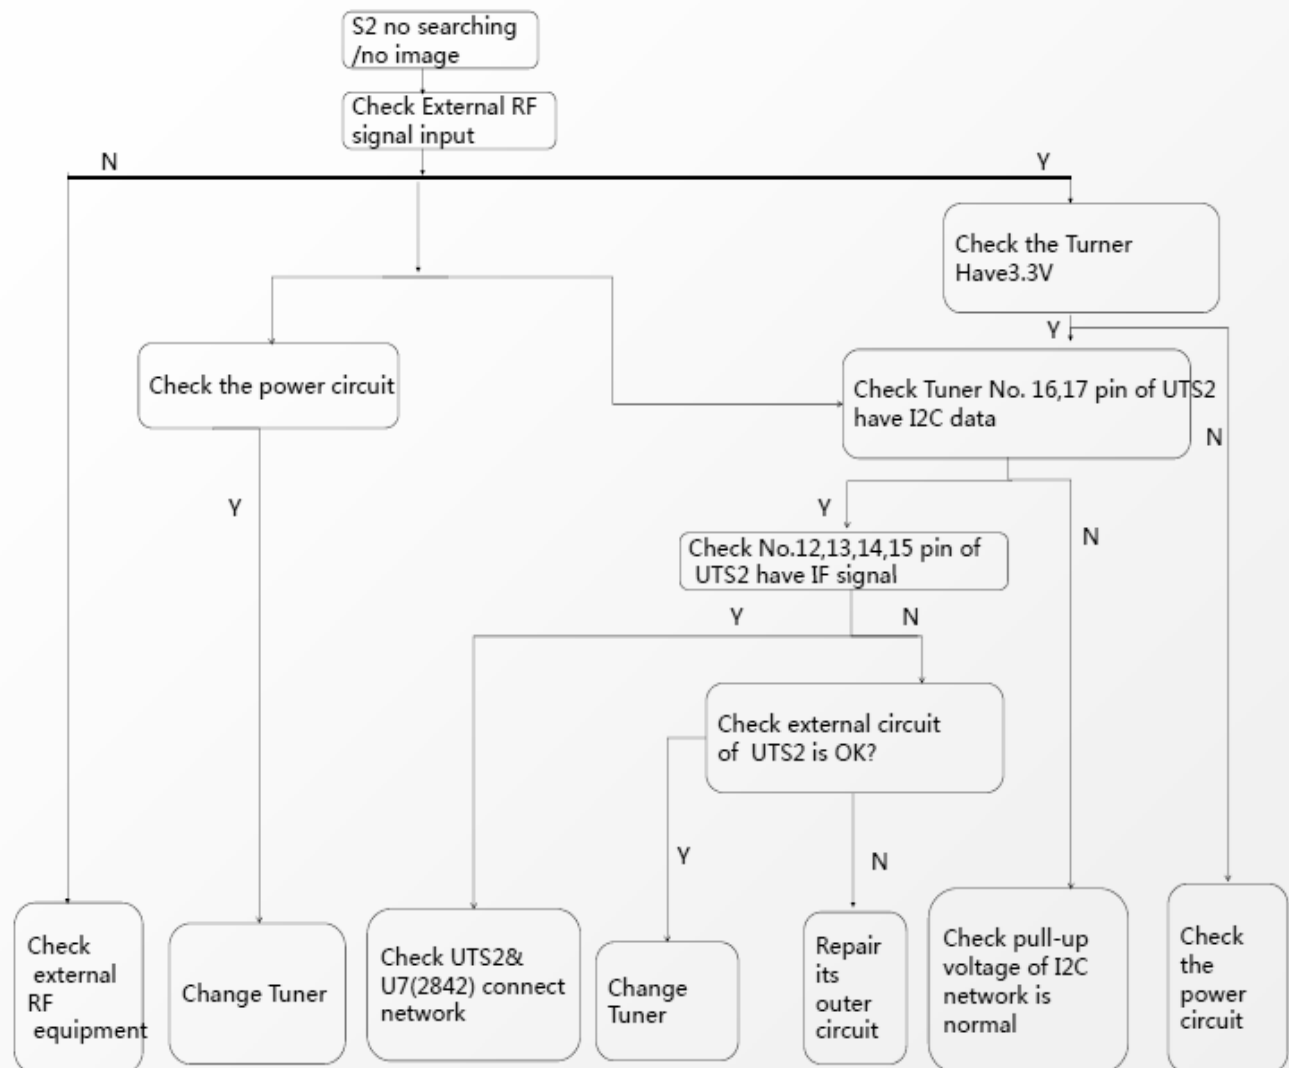 S2 no searching
/no image
Check External RF
signal input
N
Y
Check the Turner
Have3.3V
Y
Check the power circuit
Check Tuner No. 16,17 pin of UTS2
have I2C data
N
Y
Y
N
Check No.12,13,14,15 pin of
UTS2 have IF signal
Y
N
Check external circuit
of UTS2 is OK?
Y
N
Check
external
RF
equipment
Change Tuner
Check UTS2&
U7(2842) connect
network
Change
Tuner
Repair
its
outer
circuit
Check pull-up
voltage of I2C
network is
normal
Check
the
power
circuit